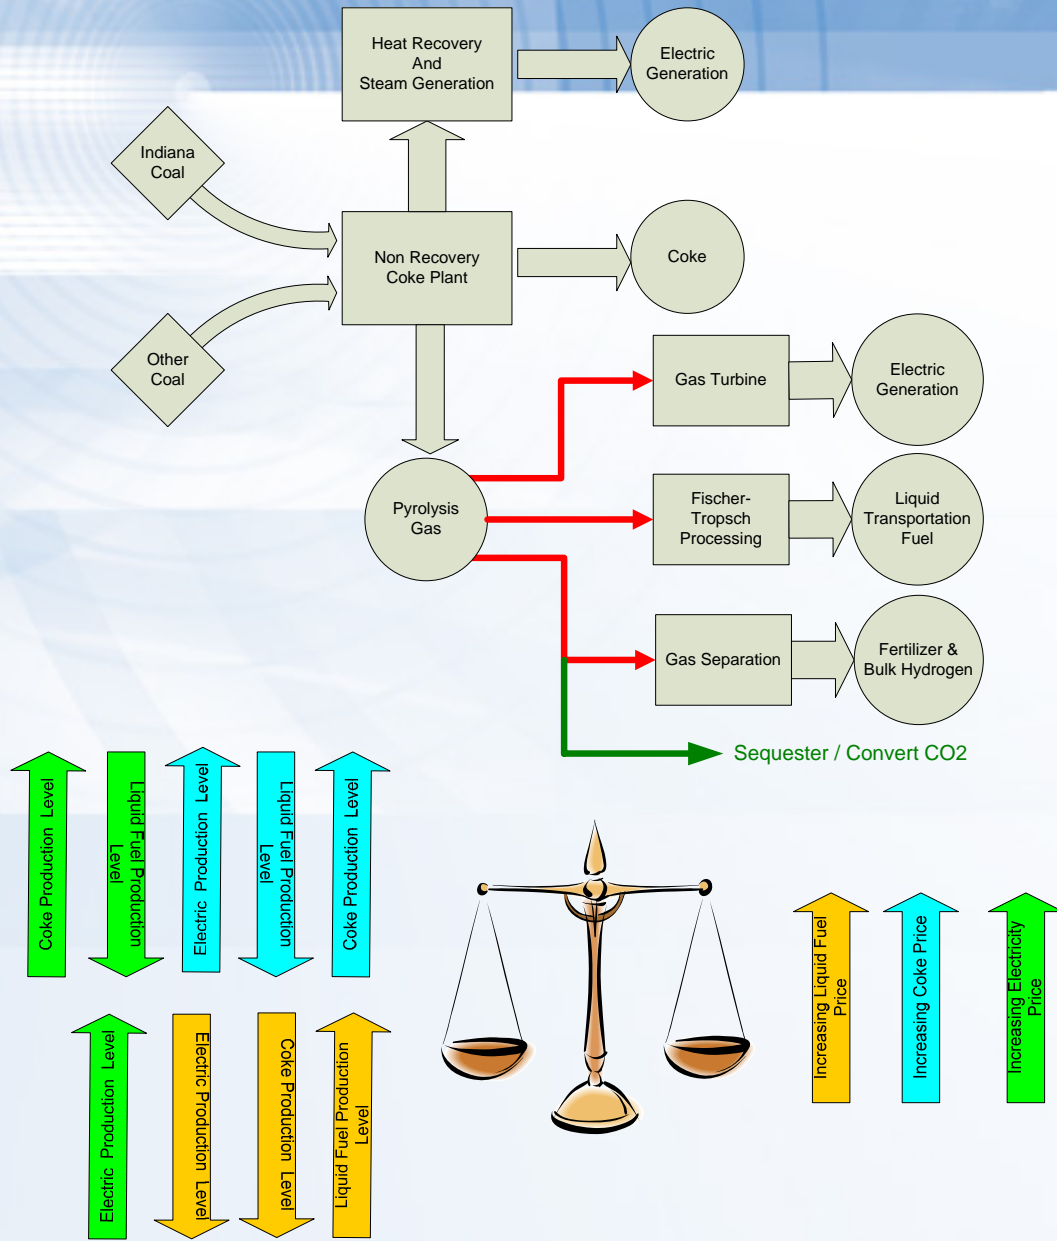 Heat Recovery
And
Steam Generation
Electric
Generation
Indiana
Coal
Non Recovery
Coke Plant
Coke
Other
Coal
Gas Turbine
Electric
Generation
Pyrolysis
Gas
Fischer-
Tropsch
Processing
Liquid
Transportation
Fuel
Gas Separation
Fertilizer &
Bulk Hydrogen
Sequester / Convert CO2
Coke Production Level
Liquid Fuel Production
Level
Electric Production Level
Liquid Fuel Production
Level
Coke Production Level
Electric Production Level
Electric Production Level
Coke Production Level
Liquid Fuel Production
Level
Increasing Liquid Fuel
Price
Increasing Coke Price
Increasing Electricity
Price